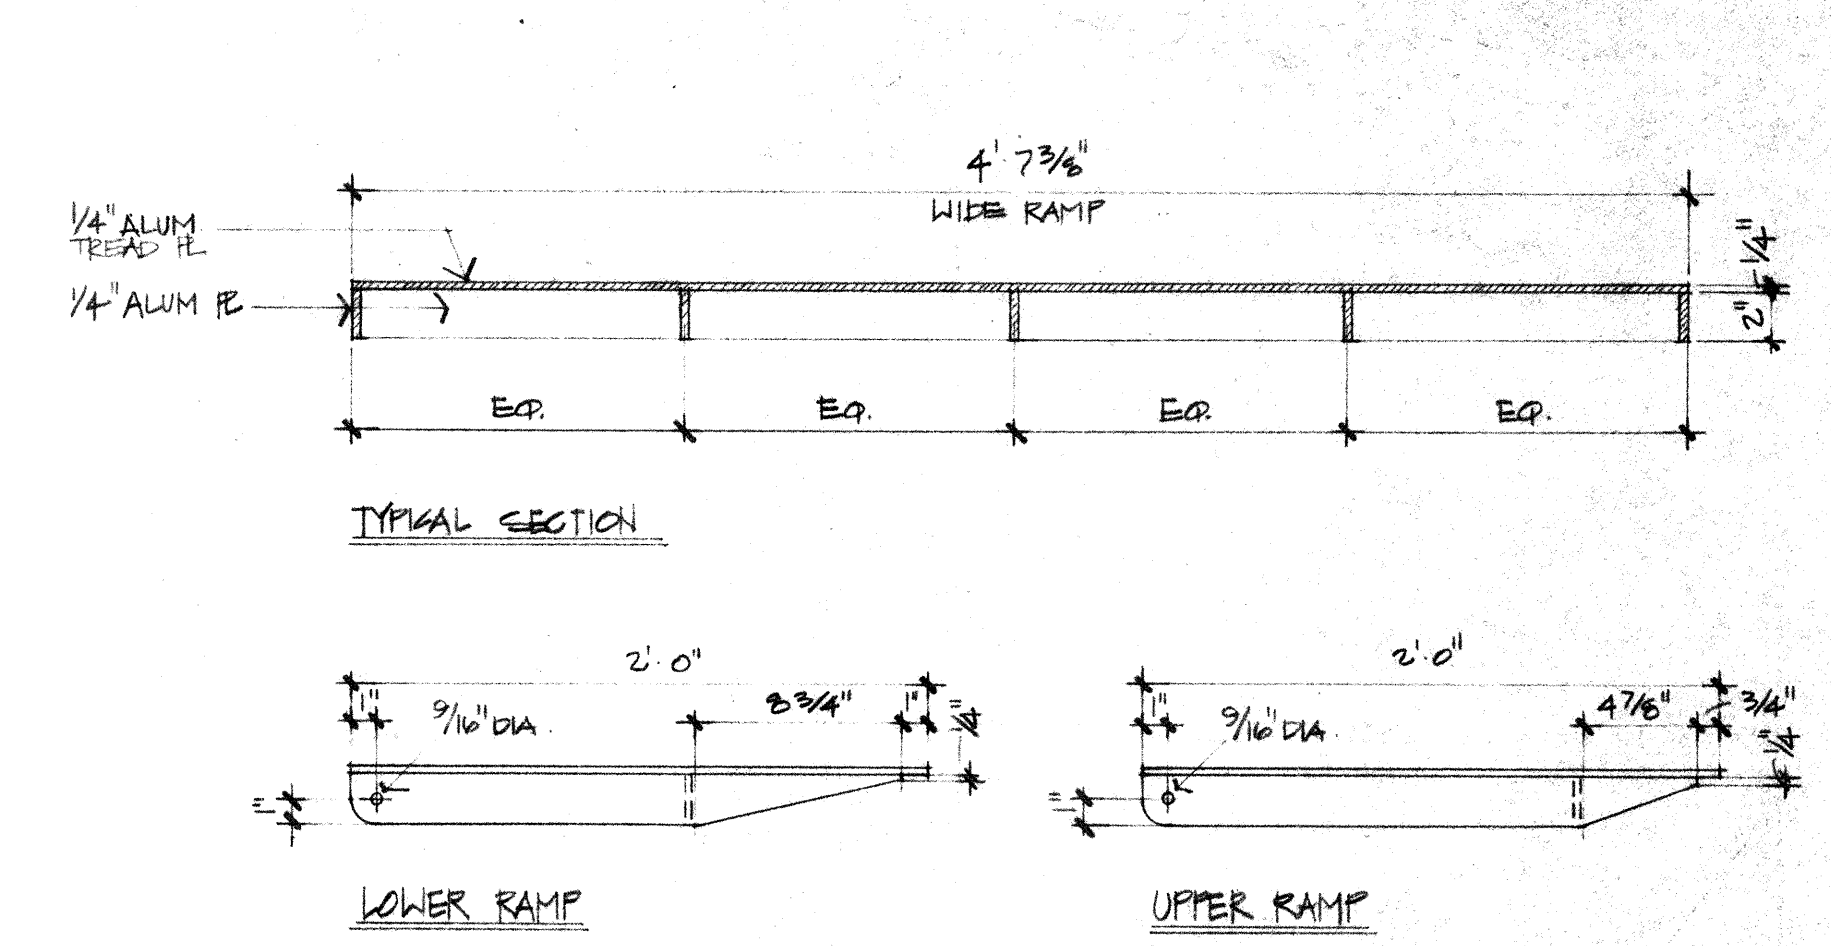 4'·7 3/8"
WIDE RAMP
1/4" ALUM
TREAD PL
1/4" ALUM PL
1/4"
2"
EQ. EQ. EQ. EQ.
TYPICAL SECTION
2'·0"
1" 9/16" DIA. 8 3/4" 1" 1/4"
1"
LOWER RAMP
2'·0"
1" 9/16" DIA. 4 7/8" 3/4" 1/4"
1"
UPPER RAMP